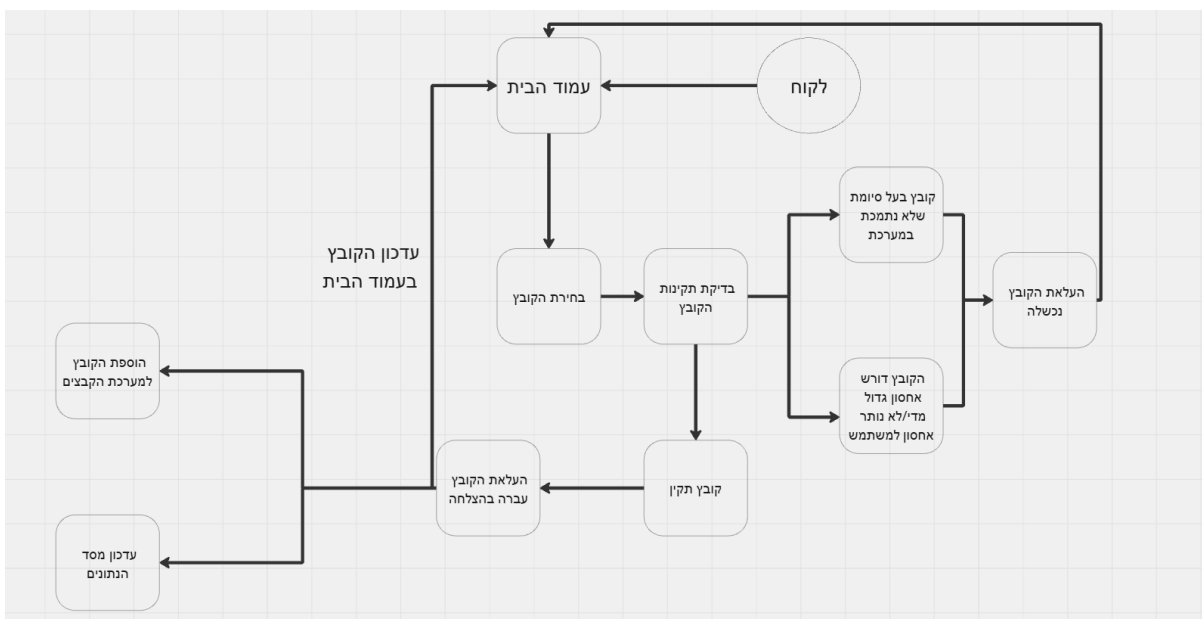 עמוד הבית
לקוח
קובץ בעל סיומת
שלא נתמכת
במערכת
עדכון הקובץ
בעמוד הבית
בחירת הקובץ
בדיקת תקינות
הקובץ
העלאת הקובץ
נכשלה
הוספת הקובץ
למערכת הקבצים
הקובץ דורש
אחסון גדול
מדי/לא נותר
אחסון למשתמש
העלאת הקובץ
עברה בהצלחה
קובץ תקין
עדכון מסד
הנתונים